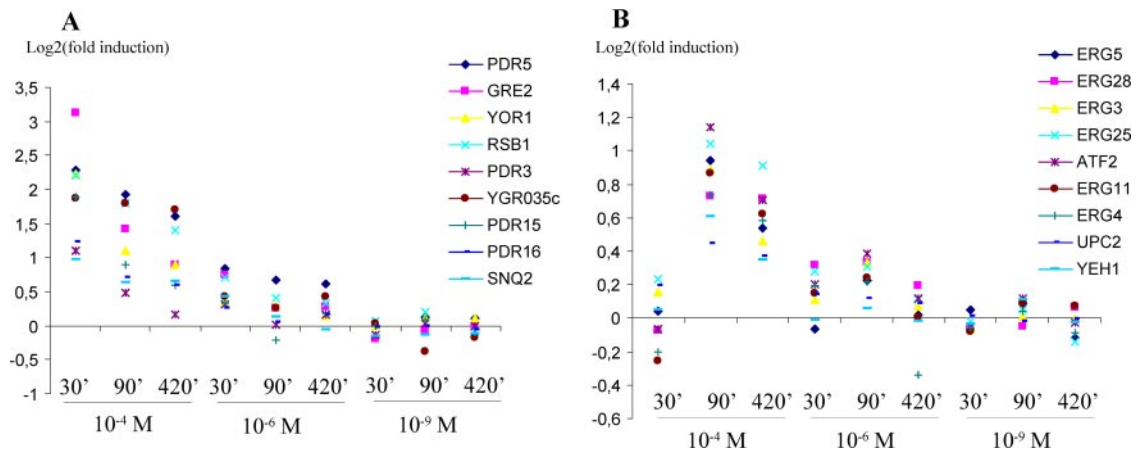 A
Log2(fold induction)
3,5
3
2,5
2
1,5
1
0,5
0
-0,5
-1
30’ 90’ 420’ 30’ 90’ 420’ 30’ 90’ 420’
10-4 M 10-6 M 10-9 M
PDR5
GRE2
YOR1
RSB1
PDR3
YGR035c
PDR15
PDR16
SNQ2
B
Log2(fold induction)
1,4
1,2
1
0,8
0,6
0,4
0,2
0
-0,2
-0,4
-0,6
30’ 90’ 420’ 30’ 90’ 420’ 30’ 90’ 420’
10-4 M 10-6 M 10-9 M
ERG5
ERG28
ERG3
ERG25
ATF2
ERG11
ERG4
UPC2
YEH1